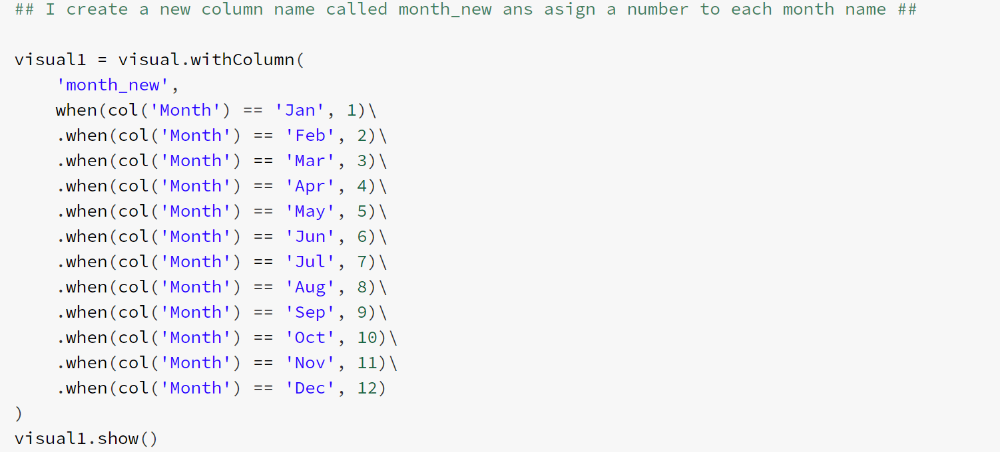 ## I create a new column name called month_new ans asign a number to each month name ##
visual1 = visual.withColumn(
    'month_new',
    when(col('Month') == 'Jan', 1)\
    .when(col('Month') == 'Feb', 2)\
    .when(col('Month') == 'Mar', 3)\
    .when(col('Month') == 'Apr', 4)\
    .when(col('Month') == 'May', 5)\
    .when(col('Month') == 'Jun', 6)\
    .when(col('Month') == 'Jul', 7)\
    .when(col('Month') == 'Aug', 8)\
    .when(col('Month') == 'Sep', 9)\
    .when(col('Month') == 'Oct', 10)\
    .when(col('Month') == 'Nov', 11)\
    .when(col('Month') == 'Dec', 12)
)
visual1.show()